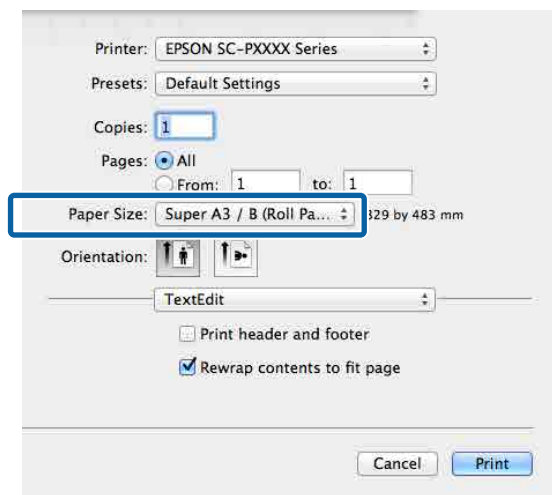 Printer: EPSON SC-PXXXX Series
Presets: Default Settings
Copies: 1
Pages: All
From: 1 to: 1
Paper Size: Super A3 / B (Roll Pa... 329 by 483 mm
Orientation:
TextEdit
Print header and footer
Rewrap contents to fit page
Cancel Print